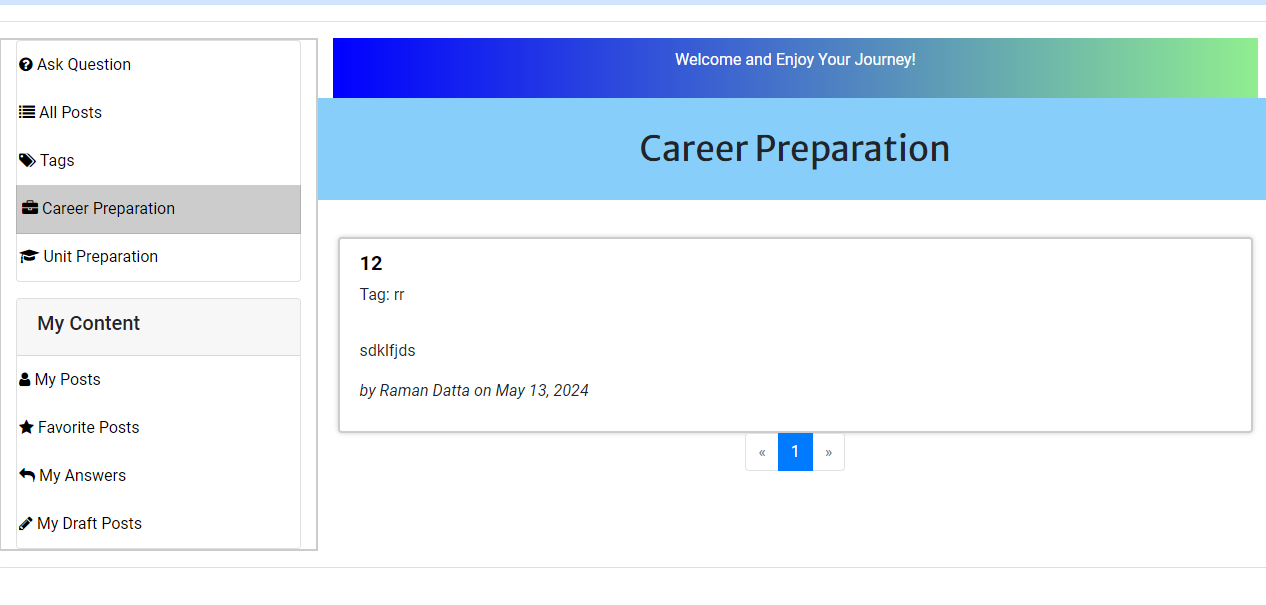 Ask Question
All Posts
Tags
Career Preparation
Unit Preparation
My Content
My Posts
Favorite Posts
My Answers
My Draft Posts
Welcome and Enjoy Your Journey!
Career Preparation
12
Tag: rr
sdklfjds
by Raman Datta on May 13, 2024
« 1 »